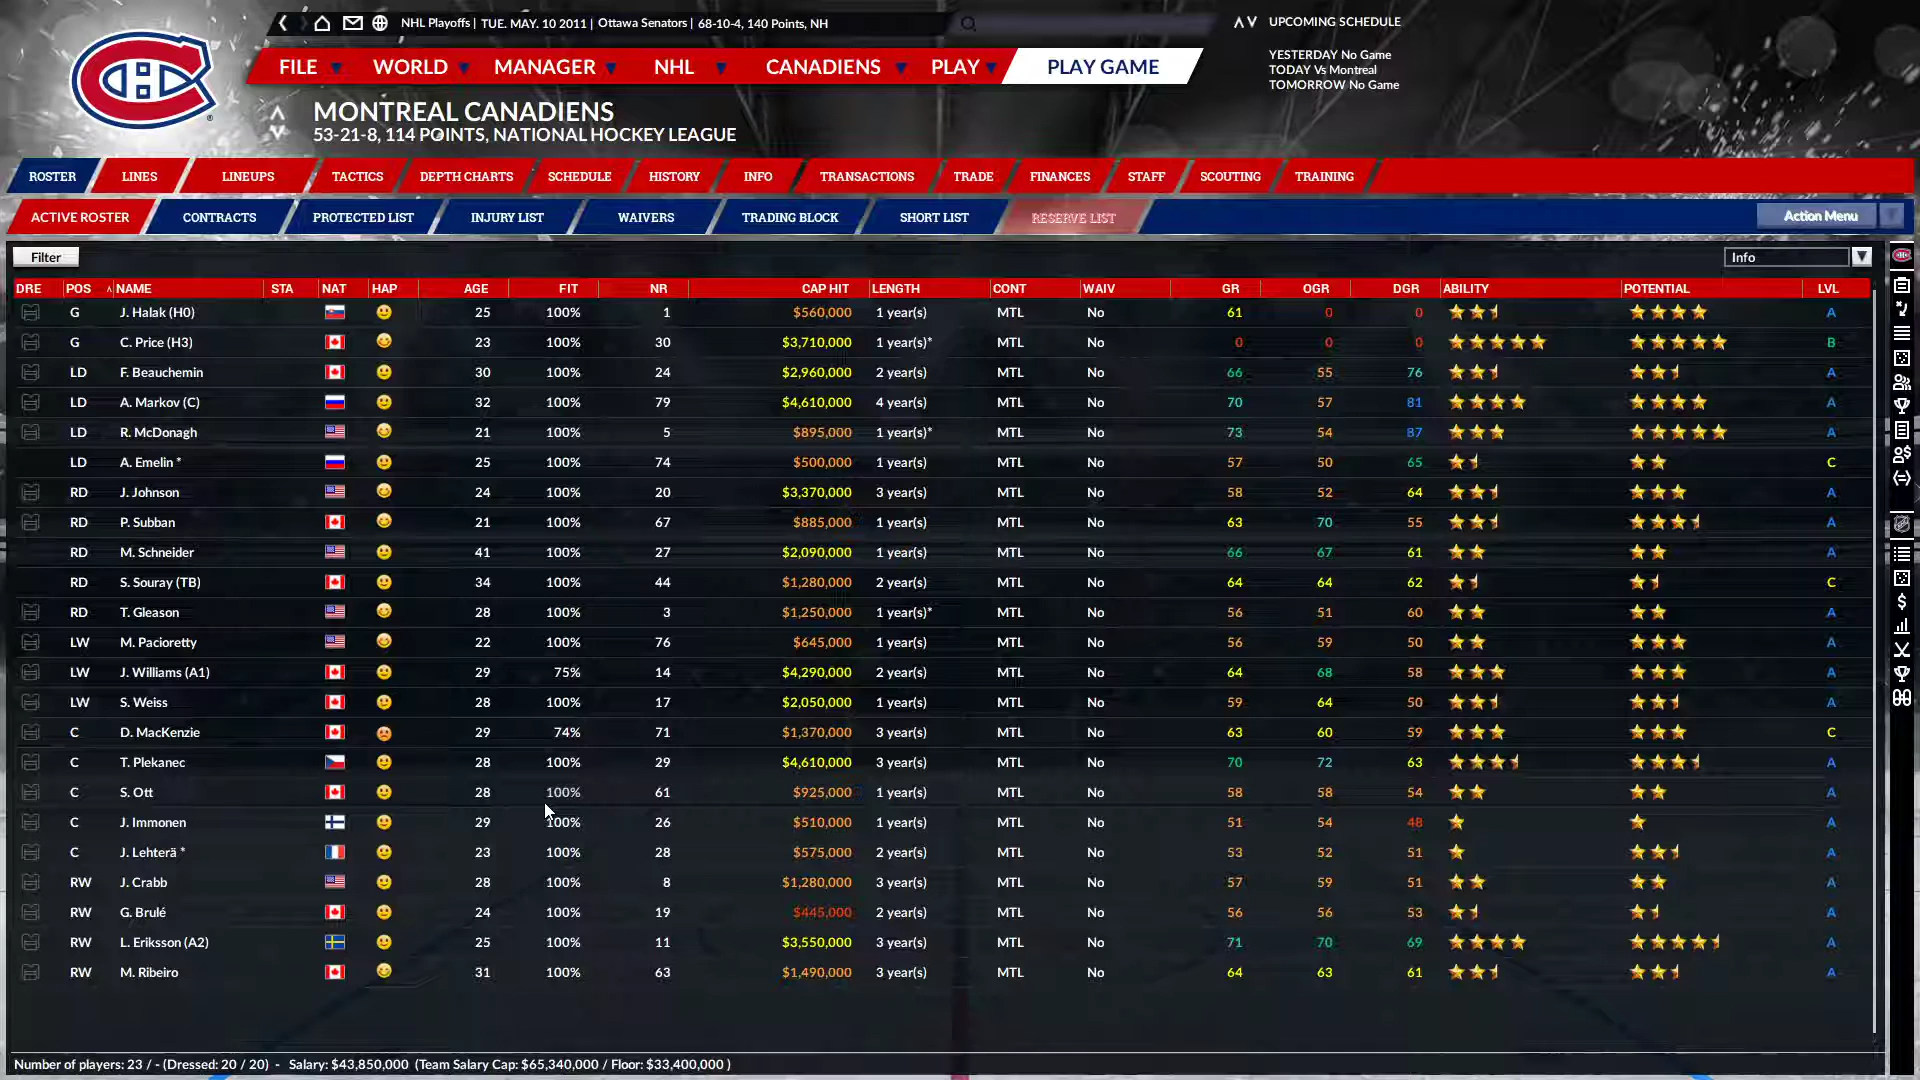 NHL Playoffs | TUE. MAY. 10 2011 | Ottawa Senators | 68-10-4, 140 Points, NH
UPCOMING SCHEDULE
YESTERDAY No Game
TODAY Vs Montreal
TOMORROW No Game
FILE WORLD MANAGER NHL CANADIENS PLAY PLAY GAME
MONTREAL CANADIENS
53-21-8, 114 POINTS, NATIONAL HOCKEY LEAGUE
ROSTER LINES LINEUPS TACTICS DEPTH CHARTS SCHEDULE HISTORY INFO TRANSACTIONS TRADE FINANCES STAFF SCOUTING TRAINING
ACTIVE ROSTER CONTRACTS PROTECTED LIST INJURY LIST WAIVERS TRADING BLOCK SHORT LIST RESERVE LIST Action Menu
Filter Info
DRE POS NAME STA NAT HAP AGE FIT NR CAP HIT LENGTH CONT WAIV GR OGR DGR ABILITY POTENTIAL LVL
G J. Halak (H0) 25 100% 1 $560,000 1 year(s) MTL No 61 0 0 A
G C. Price (H3) 23 100% 30 $3,710,000 1 year(s)* MTL No 0 0 0 B
LD F. Beauchemin 30 100% 24 $2,960,000 2 year(s) MTL No 66 55 76 A
LD A. Markov (C) 32 100% 79 $4,610,000 4 year(s) MTL No 70 57 81 A
LD R. McDonagh 21 100% 5 $895,000 1 year(s)* MTL No 73 54 87 A
LD A. Emelin * 25 100% 74 $500,000 1 year(s) MTL No 57 50 65 C
RD J. Johnson 24 100% 20 $3,370,000 3 year(s) MTL No 58 52 64 A
RD P. Subban 21 100% 67 $885,000 1 year(s) MTL No 63 70 55 A
RD M. Schneider 41 100% 27 $2,090,000 1 year(s) MTL No 66 67 61 A
RD S. Souray (TB) 34 100% 44 $1,280,000 2 year(s) MTL No 64 64 62 C
RD T. Gleason 28 100% 3 $1,250,000 1 year(s)* MTL No 56 51 60 A
LW M. Pacioretty 22 100% 76 $645,000 1 year(s) MTL No 56 59 50 A
LW J. Williams (A1) 29 75% 14 $4,290,000 2 year(s) MTL No 64 68 58 A
LW S. Weiss 28 100% 17 $2,050,000 1 year(s) MTL No 59 64 50 A
C D. MacKenzie 29 74% 71 $1,370,000 3 year(s) MTL No 63 60 59 C
C T. Plekanec 28 100% 29 $4,610,000 3 year(s) MTL No 70 72 63 A
C S. Ott 28 100% 61 $925,000 1 year(s) MTL No 58 58 54 A
C J. Immonen 29 100% 26 $510,000 1 year(s) MTL No 51 54 48 A
C J. Lehterä * 23 100% 28 $575,000 2 year(s) MTL No 53 52 51 A
RW J. Crabb 28 100% 8 $1,280,000 3 year(s) MTL No 57 59 51 A
RW G. Brulé 24 100% 19 $445,000 2 year(s) MTL No 56 56 53 A
RW L. Eriksson (A2) 25 100% 11 $3,550,000 3 year(s) MTL No 71 70 69 A
RW M. Ribeiro 31 100% 63 $1,490,000 3 year(s) MTL No 64 63 61 A
Number of players: 23 / - (Dressed: 20 / 20) - Salary: $43,850,000 (Team Salary Cap: $65,340,000 / Floor: $33,400,000 )